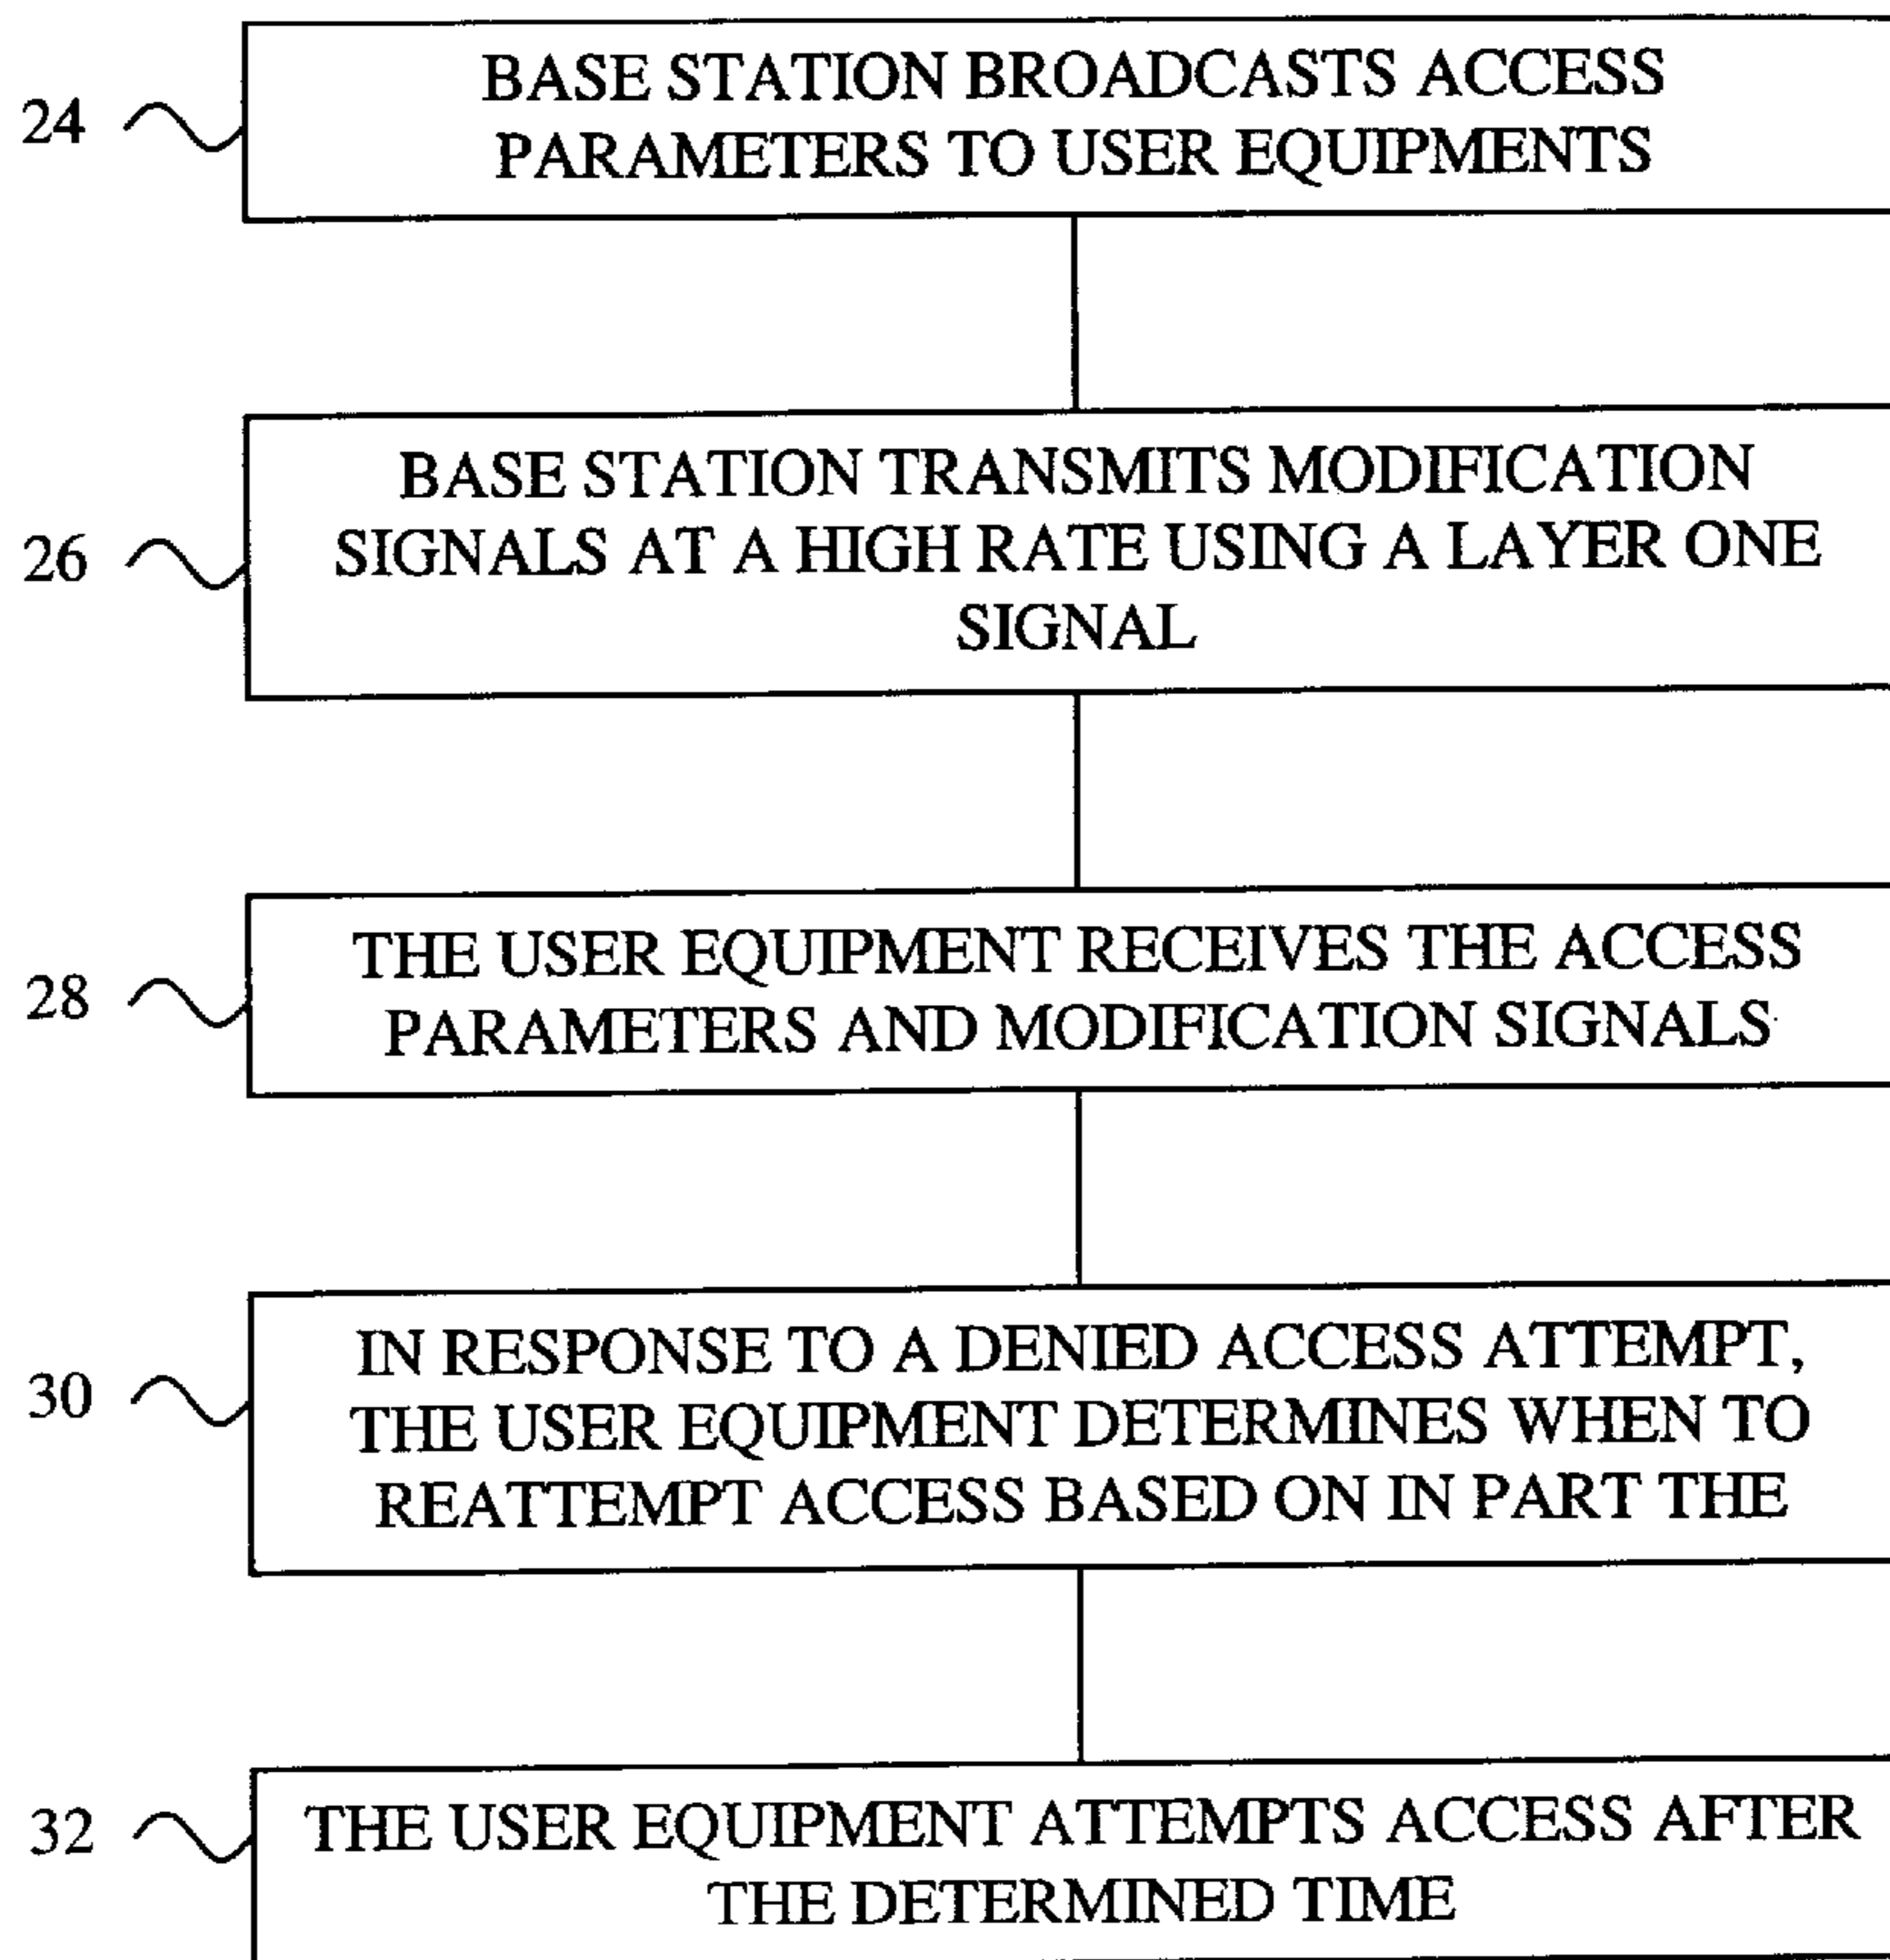 24
BASE STATION BROADCASTS ACCESS
PARAMETERS TO USER EQUIPMENTS
26
BASE STATION TRANSMITS MODIFICATION
SIGNALS AT A HIGH RATE USING A LAYER ONE
SIGNAL
28
THE USER EQUIPMENT RECEIVES THE ACCESS
PARAMETERS AND MODIFICATION SIGNALS
30
IN RESPONSE TO A DENIED ACCESS ATTEMPT,
THE USER EQUIPMENT DETERMINES WHEN TO
REATTEMPT ACCESS BASED ON IN PART THE
32
THE USER EQUIPMENT ATTEMPTS ACCESS AFTER
THE DETERMINED TIME